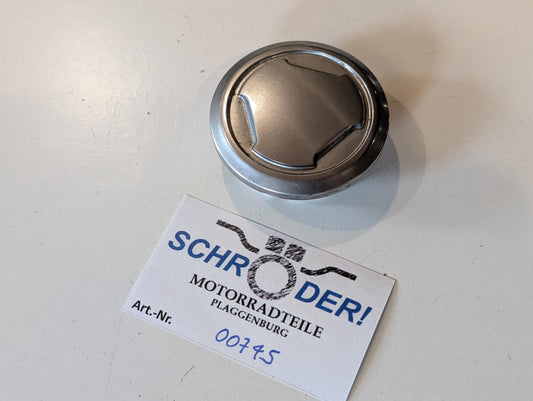 SCHRÖDER!
MOTORRADTEILE
PLAGGENBURG
Art.-Nr.
00745